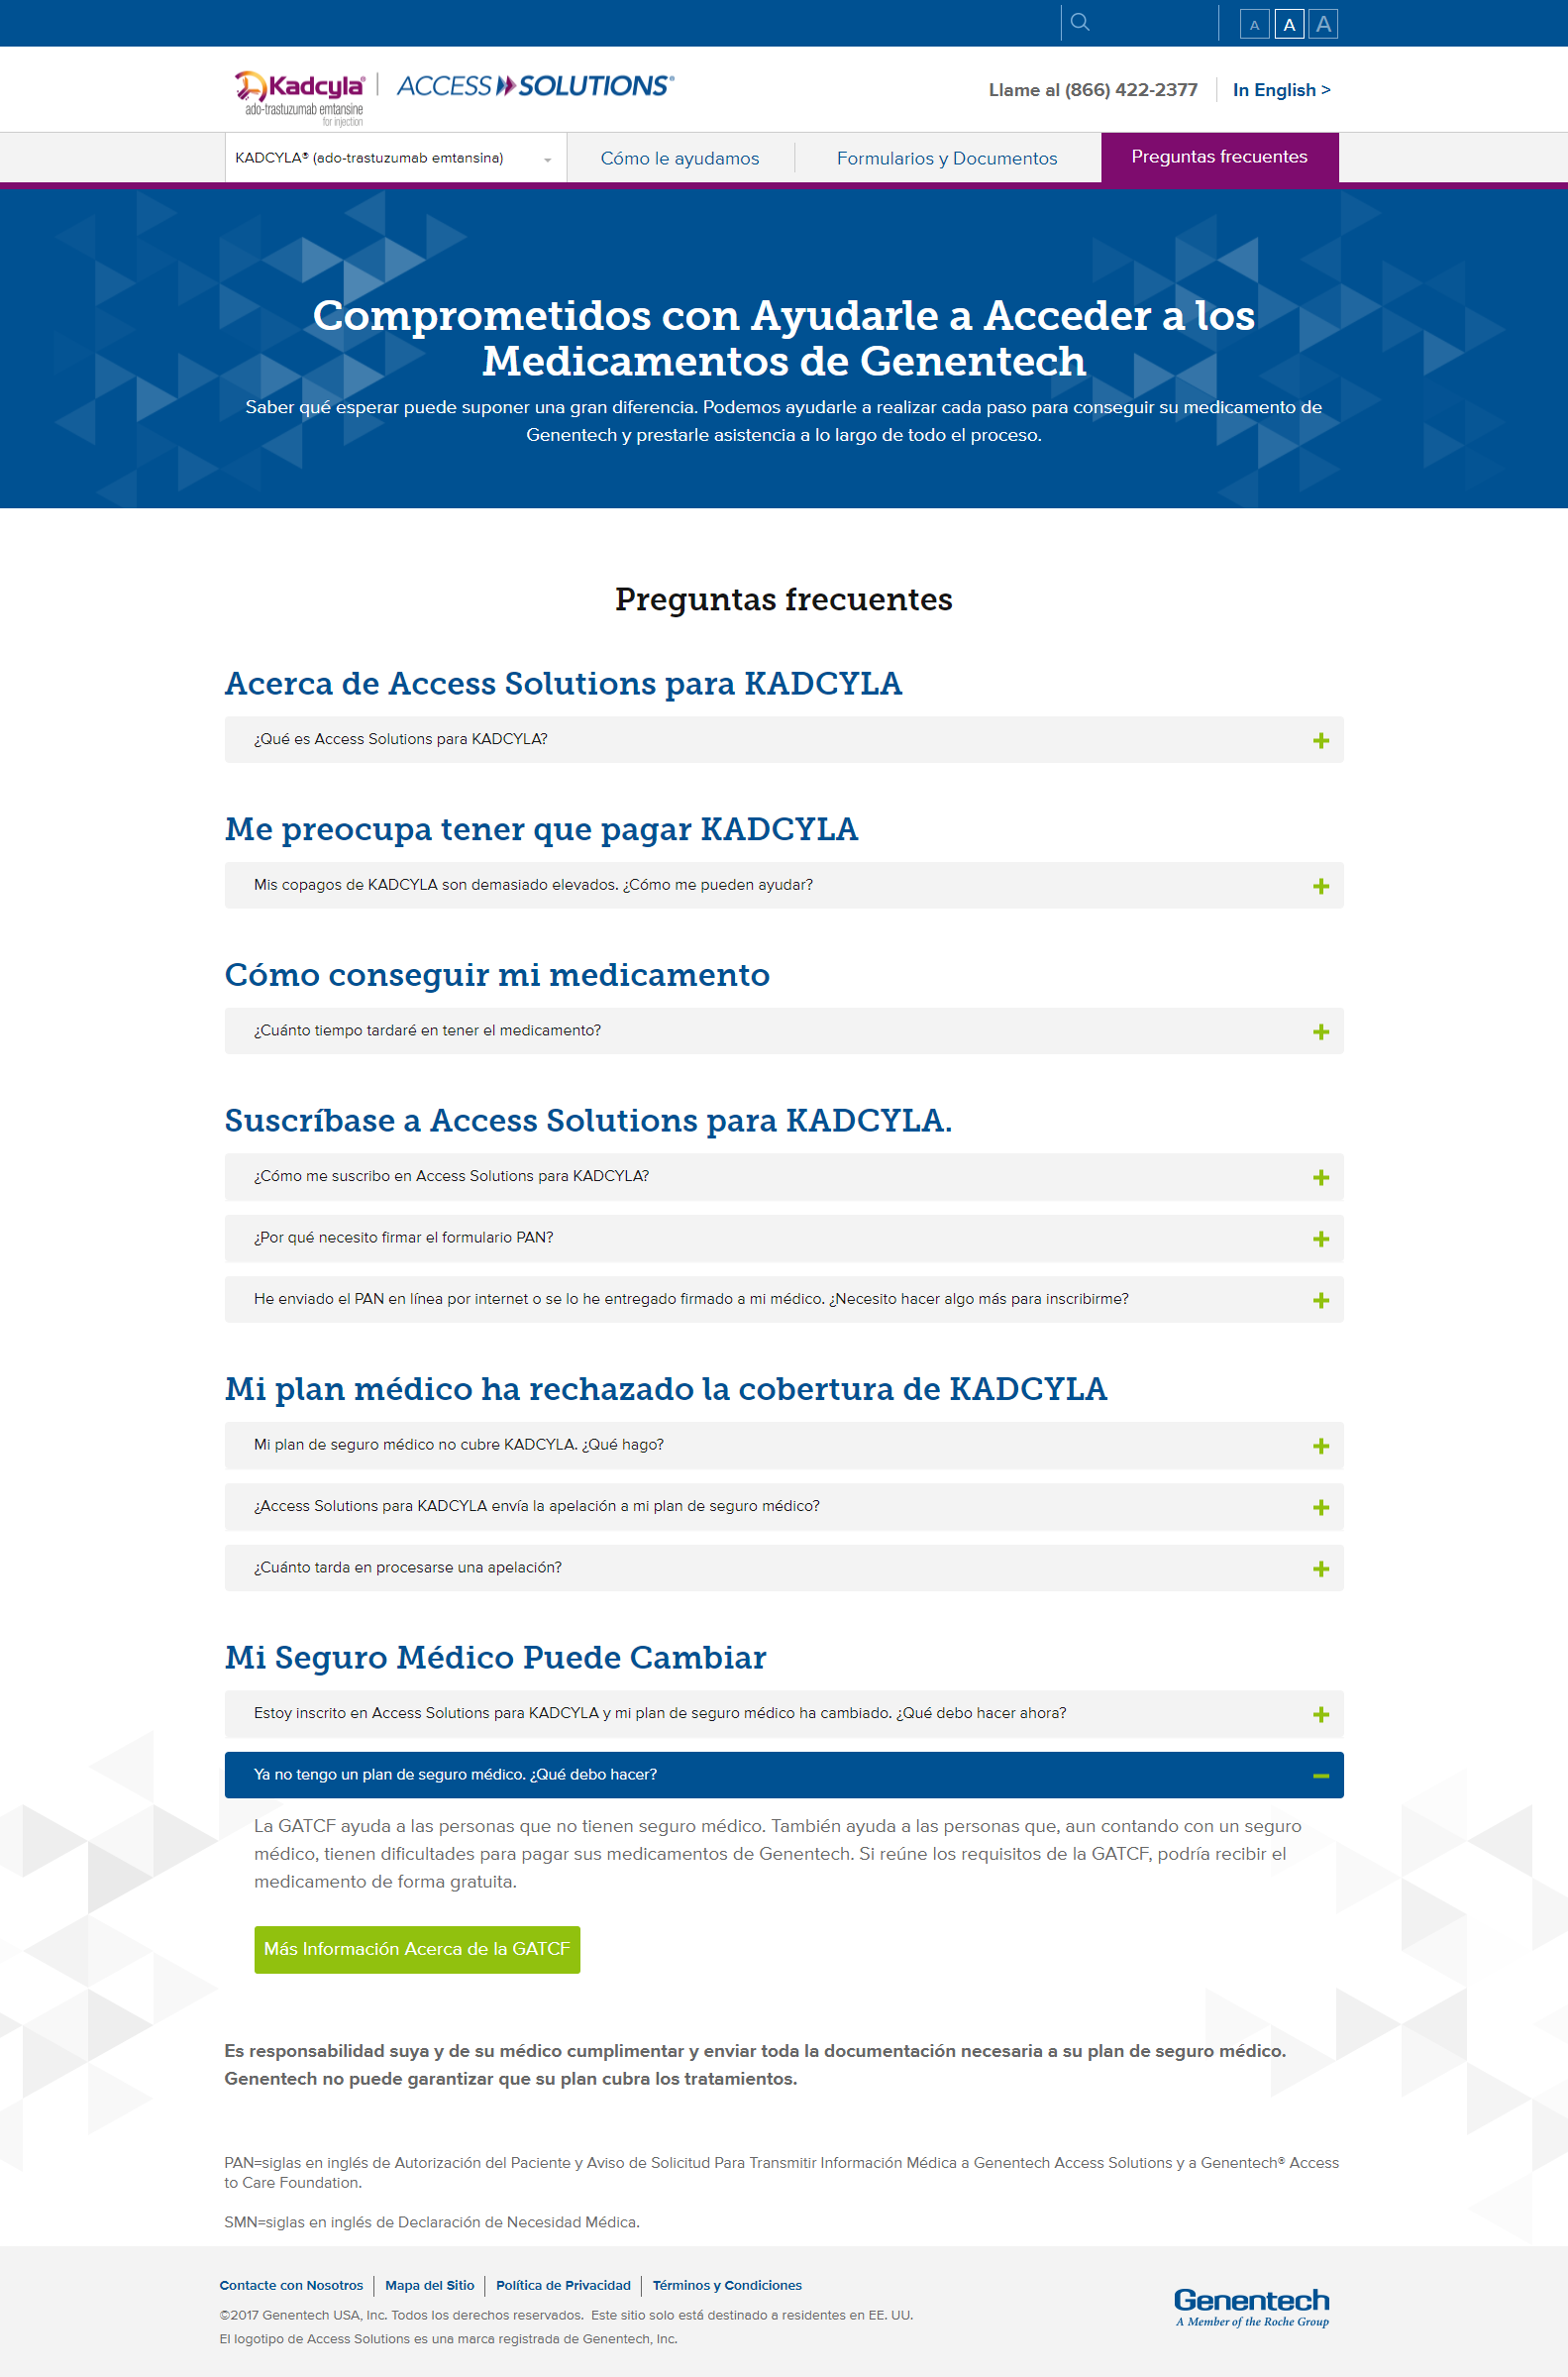 A A A
Kadcyla®
ado-trastuzumab emtansine
for injection
ACCESS SOLUTIONS®
Llame al (866) 422-2377
In English >
KADCYLA® (ado-trastuzumab emtansina)
Cómo le ayudamos
Formularios y Documentos
Preguntas frecuentes
Comprometidos con Ayudarle a Acceder a los
Medicamentos de Genentech
Saber qué esperar puede suponer una gran diferencia. Podemos ayudarle a realizar cada paso para conseguir su medicamento de
Genentech y prestarle asistencia a lo largo de todo el proceso.
Preguntas frecuentes
Acerca de Access Solutions para KADCYLA
¿Qué es Access Solutions para KADCYLA?
Me preocupa tener que pagar KADCYLA
Mis copagos de KADCYLA son demasiado elevados. ¿Cómo me pueden ayudar?
Cómo conseguir mi medicamento
¿Cuánto tiempo tardaré en tener el medicamento?
Suscríbase a Access Solutions para KADCYLA.
¿Cómo me suscribo en Access Solutions para KADCYLA?
¿Por qué necesito firmar el formulario PAN?
He enviado el PAN en línea por internet o se lo he entregado firmado a mi médico. ¿Necesito hacer algo más para inscribirme?
Mi plan médico ha rechazado la cobertura de KADCYLA
Mi plan de seguro médico no cubre KADCYLA. ¿Qué hago?
¿Access Solutions para KADCYLA envía la apelación a mi plan de seguro médico?
¿Cuánto tarda en procesarse una apelación?
Mi Seguro Médico Puede Cambiar
Estoy inscrito en Access Solutions para KADCYLA y mi plan de seguro médico ha cambiado. ¿Qué debo hacer ahora?
Ya no tengo un plan de seguro médico. ¿Qué debo hacer?
La GATCF ayuda a las personas que no tienen seguro médico. También ayuda a las personas que, aun contando con un seguro
médico, tienen dificultades para pagar sus medicamentos de Genentech. Si reúne los requisitos de la GATCF, podría recibir el
medicamento de forma gratuita.
Más Información Acerca de la GATCF
Es responsabilidad suya y de su médico cumplimentar y enviar toda la documentación necesaria a su plan de seguro médico.
Genentech no puede garantizar que su plan cubra los tratamientos.
PAN=siglas en inglés de Autorización del Paciente y Aviso de Solicitud Para Transmitir Información Médica a Genentech Access Solutions y a Genentech® Access
to Care Foundation.
SMN=siglas en inglés de Declaración de Necesidad Médica.
Contacte con Nosotros
Mapa del Sitio
Política de Privacidad
Términos y Condiciones
©2017 Genentech USA, Inc. Todos los derechos reservados. Este sitio solo está destinado a residentes en EE. UU.
El logotipo de Access Solutions es una marca registrada de Genentech, Inc.
Genentech
A Member of the Roche Group